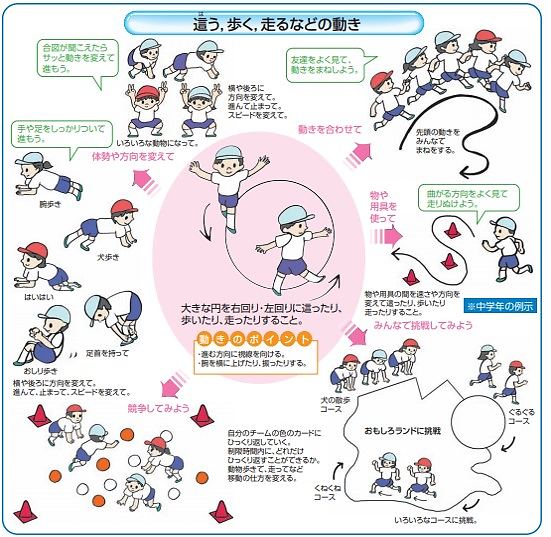 這う，歩く，走るなどの動き
は
合図が聞こえたら
サッと動きを変えて
進もう。
横や後ろに
方向を変えて。
進んで止まって。
スピードを変えて。
いろいろな動物になって。
友達をよく見て、
動きをまねしよう。
動きを合わせて
先頭の動きを
みんなで
まねをする。
手や足をしっかりついて
進もう。
体勢や方向を変えて
腕歩き
犬歩き
はいはい
足首を持って
おしり歩き
横や後ろに方向を変えて。
進んで、止まって、スピードを変えて。
物や
用具を
使って
曲がる方向をよく見て
走りぬけよう。
物や用具の間を速さや方向を
変えて這ったり、歩いたり
走ったりする。
※中学年の例示
大きな円を右回り・左回りに這ったり、
歩いたり、走ったりすること。
動きのポイント
・進む方向に視線を向ける。
・腕を横に上げたり、振ったりする。
みんなで挑戦してみよう
犬の散歩
コース
ぐるぐる
コース
おもしろランドに挑戦
くねくね
コース
いろいろなコースに挑戦。
競争してみよう
自分のチームの色のカードに
ひっくり返していく。
制限時間内に、どれだけ
ひっくり返すことができるか。
動物歩きで、走ってなど
移動の仕方を変える。